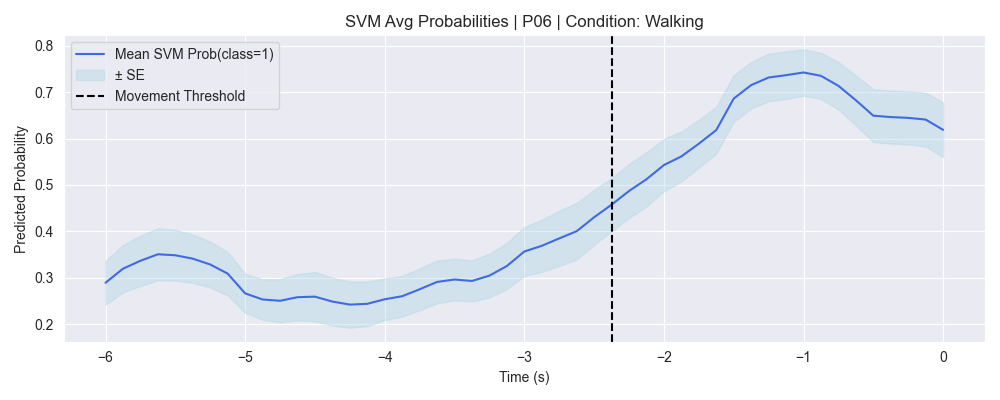 SVM Avg Probabilities | P06 | Condition: Walking
Mean SVM Prob(class=1)
± SE
Movement Threshold
Predicted Probability
0.8
0.7
0.6
0.5
0.4
0.3
0.2
−6
−5
−4
−3
−2
−1
0
Time (s)